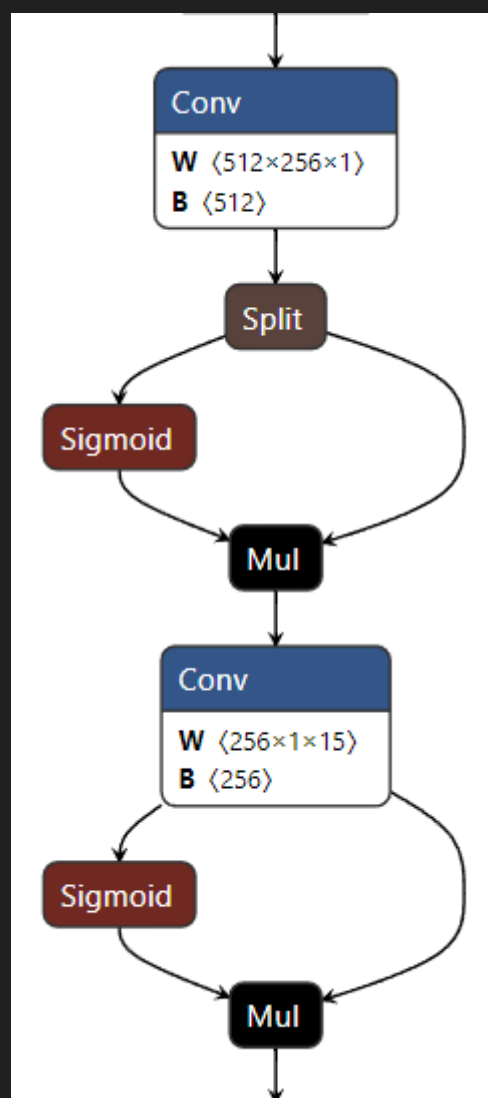 Conv
W ⟨512×256×1⟩
B ⟨512⟩
Split
Sigmoid
Mul
Conv
W ⟨256×1×15⟩
B ⟨256⟩
Sigmoid
Mul